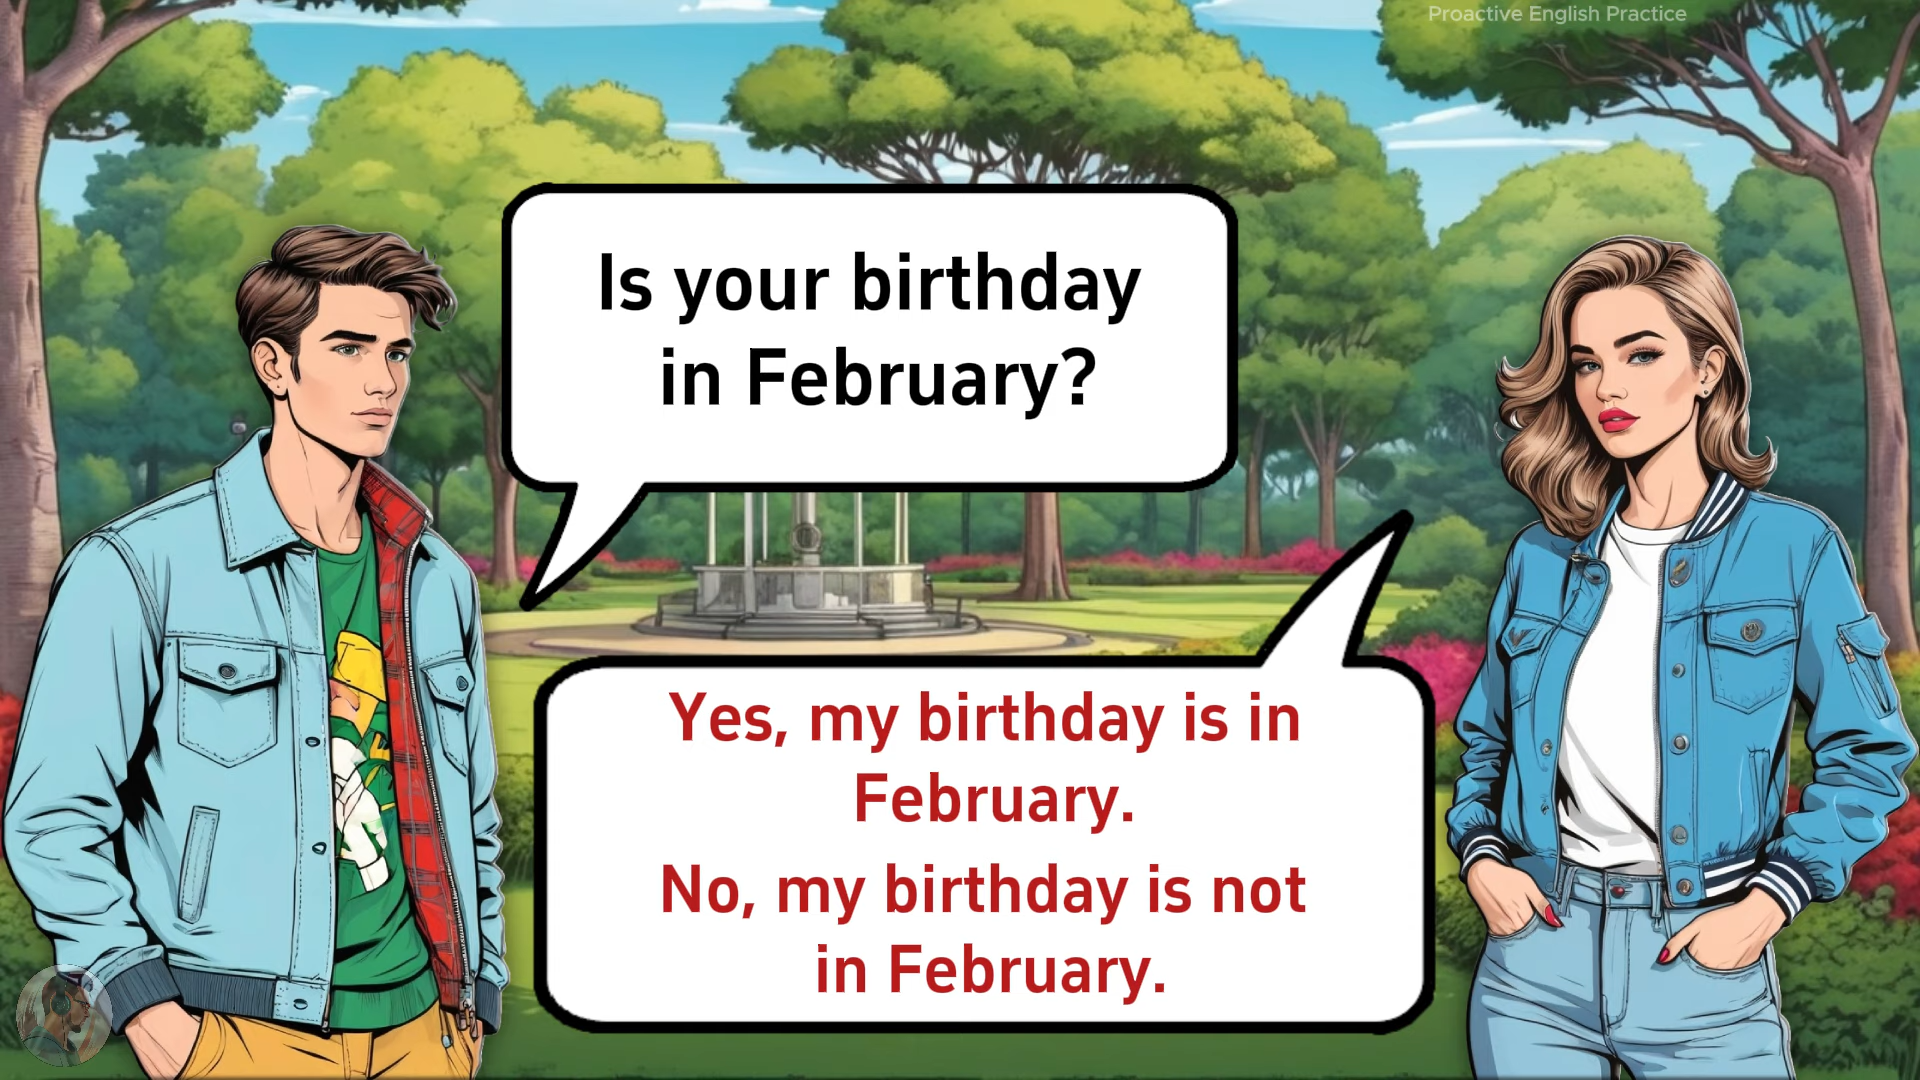 Proactive English Practice
Is your birthday
in February?
Yes, my birthday is in
February.
No, my birthday is not
in February.